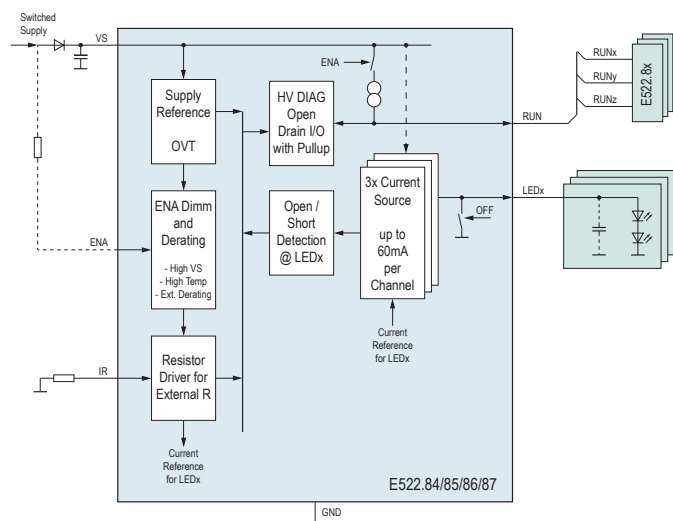 Switched
Supply
VS
ENA
Supply
Reference
OVT
HV DIAG
Open
Drain I/O
with Pullup
RUN
RUNx
RUNy
RUNz
E522.8x
ENA Dimm
and
Derating
- High VS
- High Temp
- Ext. Derating
ENA
Open /
Short
Detection
@ LEDx
3x Current
Source
up to
60mA
per
Channel
OFF
LEDx
Current
Reference
for LEDx
IR
Resistor
Driver for
External R
Current
Reference
for LEDx
E522.84/85/86/87
GND